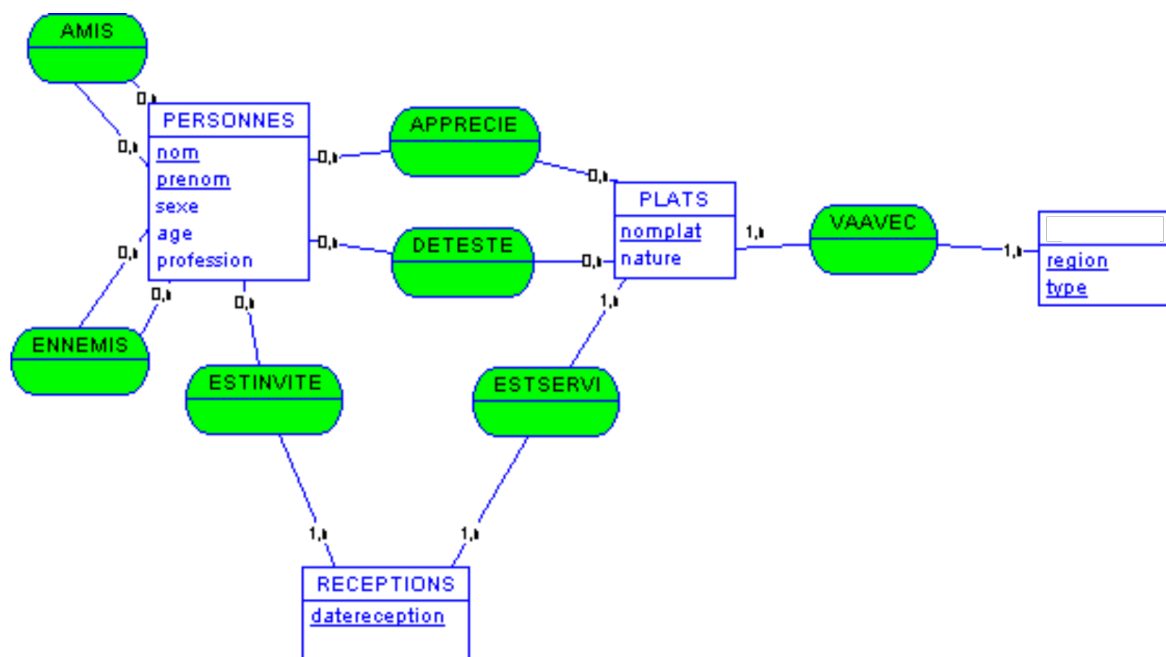 AMIS
0,n
0,n
PERSONNES
nom
prenom
sexe
age
profession
0,n
0,n
ENNEMIS
0,n
APPRECIE
0,n
0,n
DETESTE
0,n
PLATS
nomplat
nature
1,n
VAAVEC
1,n
region
type
0,n
ESTINVITE
1,n
1,n
ESTSERVI
1,n
RECEPTIONS
datereception